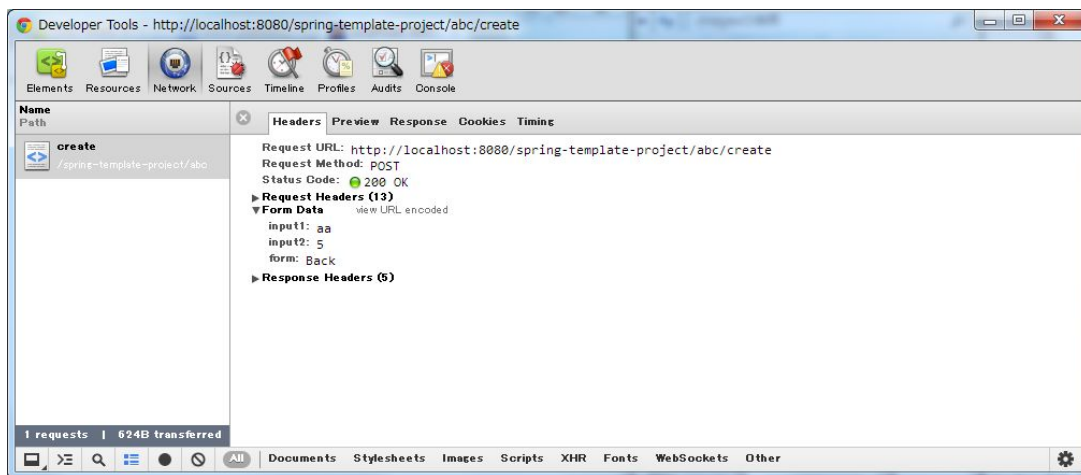 Developer Tools - http://localhost:8080/spring-template-project/abc/create
Elements Resources Network Sources Timeline Profiles Audits Console
Name
Path
Headers Preview Response Cookies Timing
create
/spring-template-project/abc
Request URL: http://localhost:8080/spring-template-project/abc/create
Request Method: POST
Status Code: 200 OK
Request Headers (13)
Form Data view URL encoded
input1: aa
input2: 5
form: Back
Response Headers (5)
1 requests | 624B transferred
All Documents Stylesheets Images Scripts XHR Fonts WebSockets Other